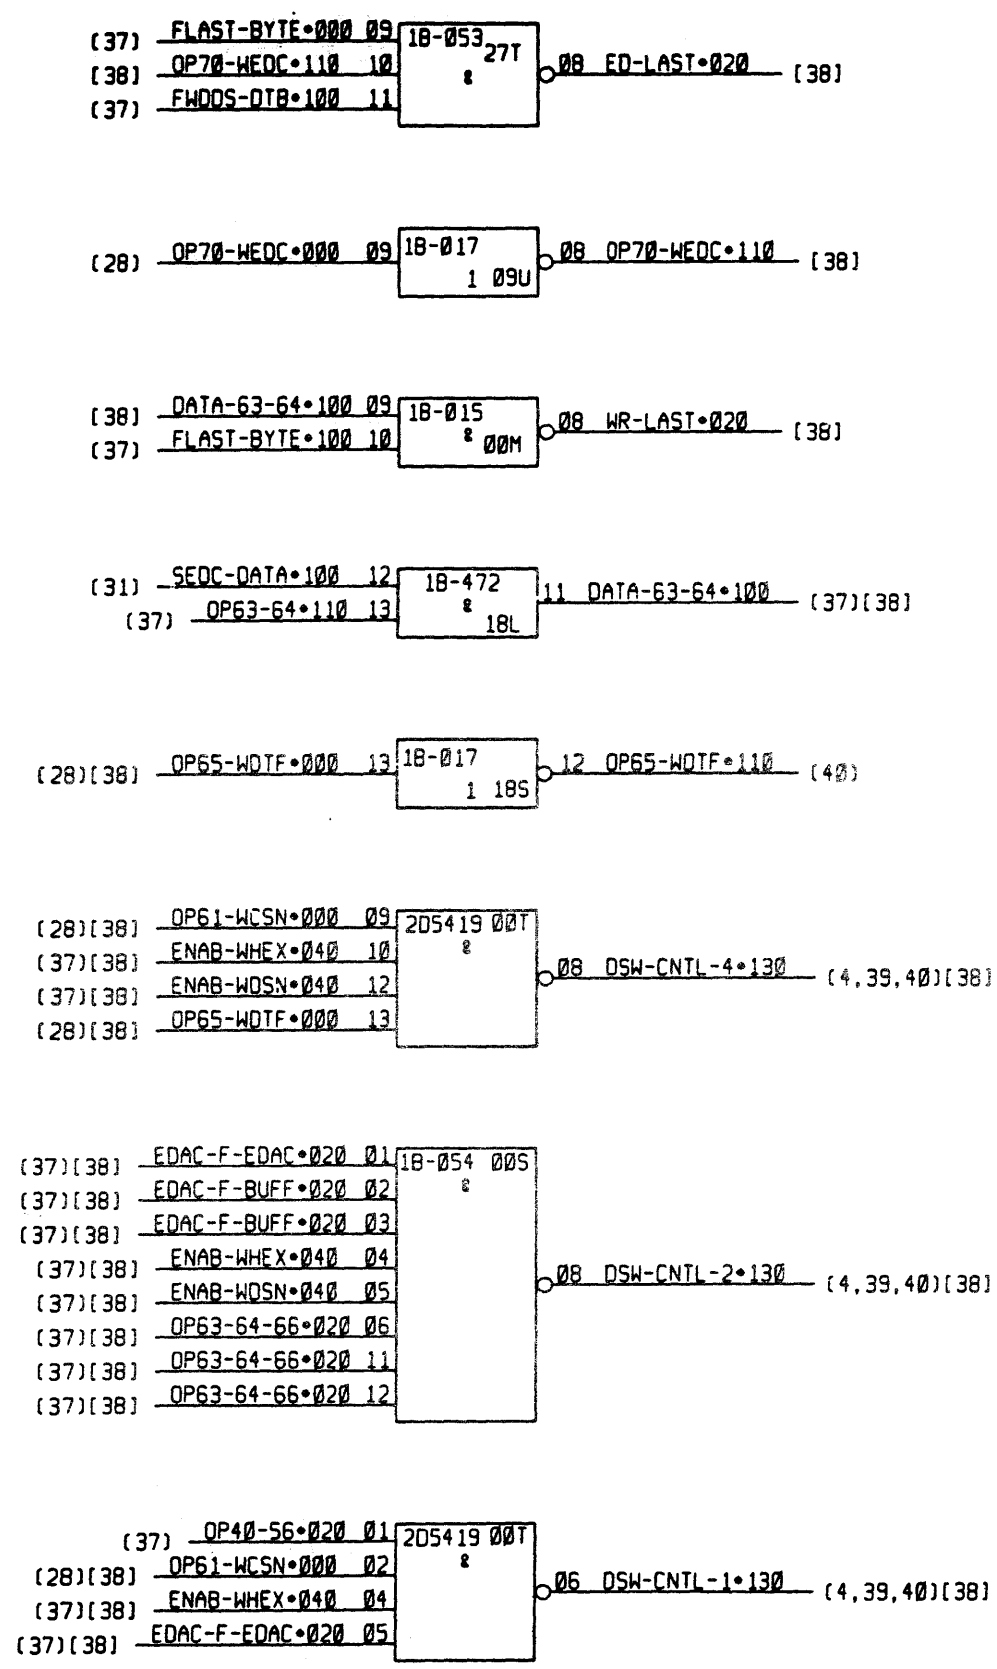 (37) FLAST-BYTE•000 09 1B-053 27T
[38] OP70-WEDC•110 10 & 08 ED-LAST•020 [38]
(37) FWDDS-DTB•100 11
(28) OP70-WEDC•000 09 1B-017 08 OP70-WEDC•110 [38]
1 09U
[38] DATA-63-64•100 09 1B-015 08 WR-LAST•020 [38]
(37) FLAST-BYTE•100 10 & 00M
(31) SEDC-DATA•100 12 1B-472 11 DATA-63-64•100 (37)[38]
(37) OP63-64•110 13 & 18L
(28)[38] OP65-WDTF•000 13 1B-017 12 OP65-WDTF•110 (40)
1 18S
(28)[38] OP61-WCSN•000 09 2D5419 00T
(37)[38] ENAB-WHEX•040 10 & 08 DSW-CNTL-4•130 (4,39,40)[38]
(37)[38] ENAB-WDSN•040 12
(28)[38] OP65-WDTF•000 13
(37)[38] EDAC-F-EDAC•020 01 1B-054 00S
(37)[38] EDAC-F-BUFF•020 02 &
(37)[38] EDAC-F-BUFF•020 03
(37)[38] ENAB-WHEX•040 04 08 DSW-CNTL-2•130 (4,39,40)[38]
(37)[38] ENAB-WDSN•040 05
(37)[38] OP63-64-66•020 06
(37)[38] OP63-64-66•020 11
(37)[38] OP63-64-66•020 12
(37) OP40-56•020 01 2D5419 00T
(28)[38] OP61-WCSN•000 02 & 06 DSW-CNTL-1•130 (4,39,40)[38]
(37)[38] ENAB-WHEX•040 04
(37)[38] EDAC-F-EDAC•020 05